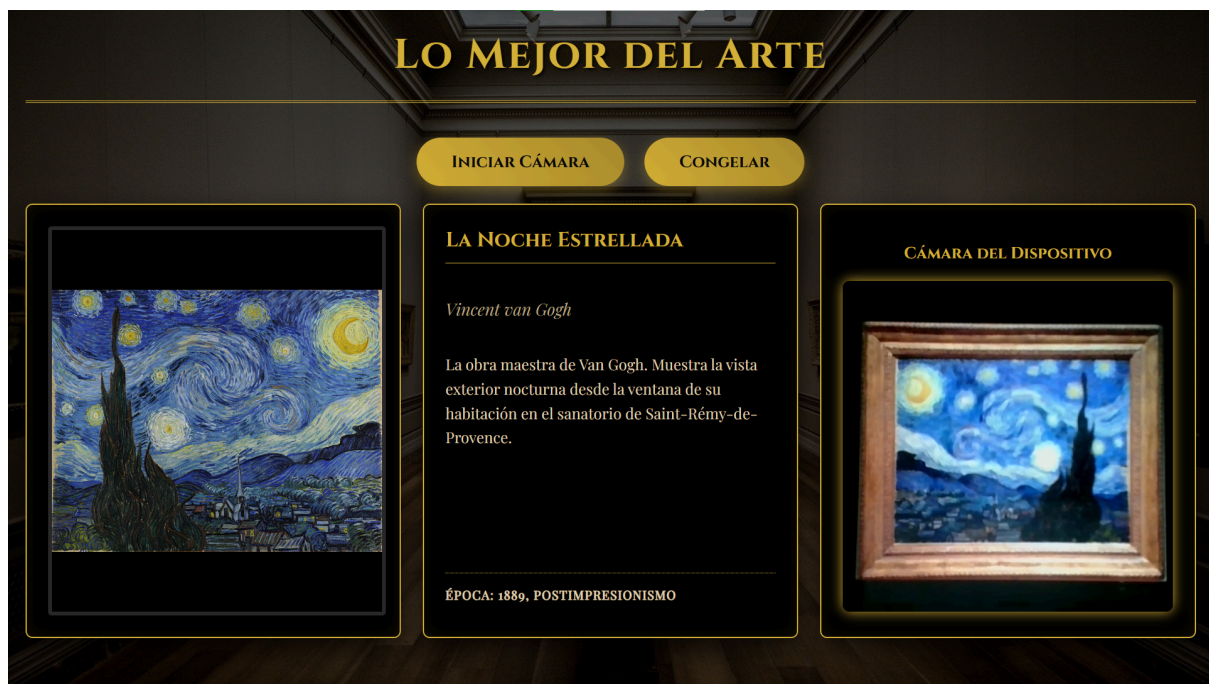 Lo Mejor del Arte
Iniciar Cámara
Congelar
La Noche Estrellada
Vincent van Gogh
La obra maestra de Van Gogh. Muestra la vista
exterior nocturna desde la ventana de su
habitación en el sanatorio de Saint-Rémy-de-
Provence.
ÉPOCA: 1889, POSTIMPRESIONISMO
Cámara del Dispositivo